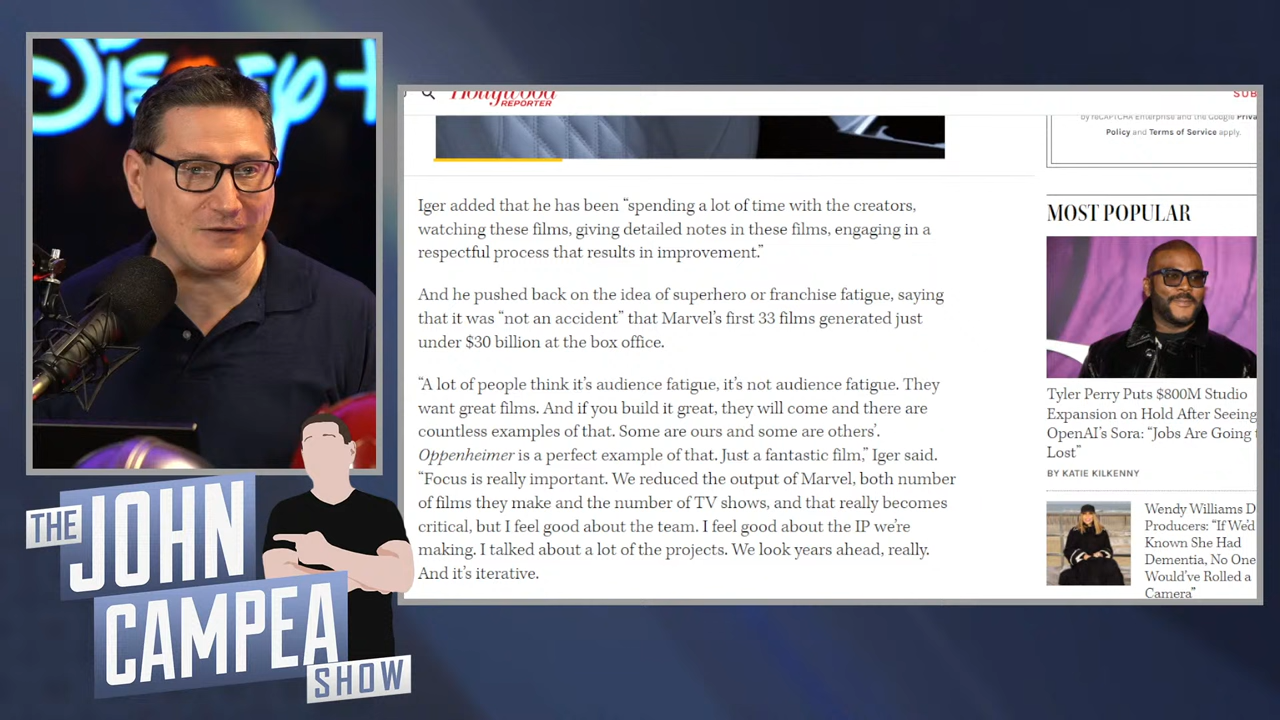 Disney+
Hollywood
REPORTER
SUB
by reCAPTCHA Enterprise and the Google Priva
Policy and Terms of Service apply.
Iger added that he has been “spending a lot of time with the creators,
watching these films, giving detailed notes in these films, engaging in a
respectful process that results in improvement.”
And he pushed back on the idea of superhero or franchise fatigue, saying
that it was “not an accident” that Marvel’s first 33 films generated just
under $30 billion at the box office.
“A lot of people think it’s audience fatigue, it’s not audience fatigue. They
want great films. And if you build it great, they will come and there are
countless examples of that. Some are ours and some are others’.
Oppenheimer is a perfect example of that. Just a fantastic film,” Iger said.
“Focus is really important. We reduced the output of Marvel, both number
of films they make and the number of TV shows, and that really becomes
critical, but I feel good about the team. I feel good about the IP we’re
making. I talked about a lot of the projects. We look years ahead, really.
And it’s iterative.
MOST POPULAR
Tyler Perry Puts $800M Studio
Expansion on Hold After Seeing
OpenAI’s Sora: “Jobs Are Going t
Lost”
BY KATIE KILKENNY
Wendy Williams D
Producers: “If We’d
Known She Had
Dementia, No One
Would’ve Rolled a
Camera”
THE
JOHN
CAMPEA
SHOW